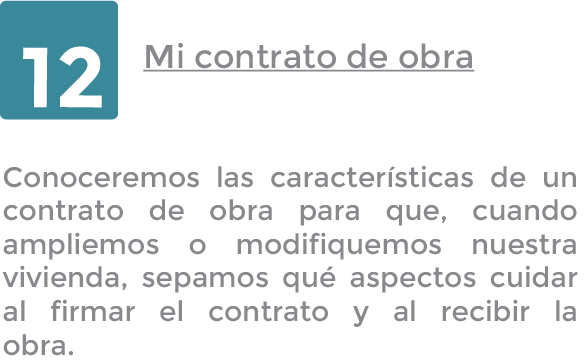 12
Mi contrato de obra
Conoceremos las características de un
contrato de obra para que, cuando
ampliemos o modifiquemos nuestra
vivienda, sepamos qué aspectos cuidar
al firmar el contrato y al recibir la
obra.